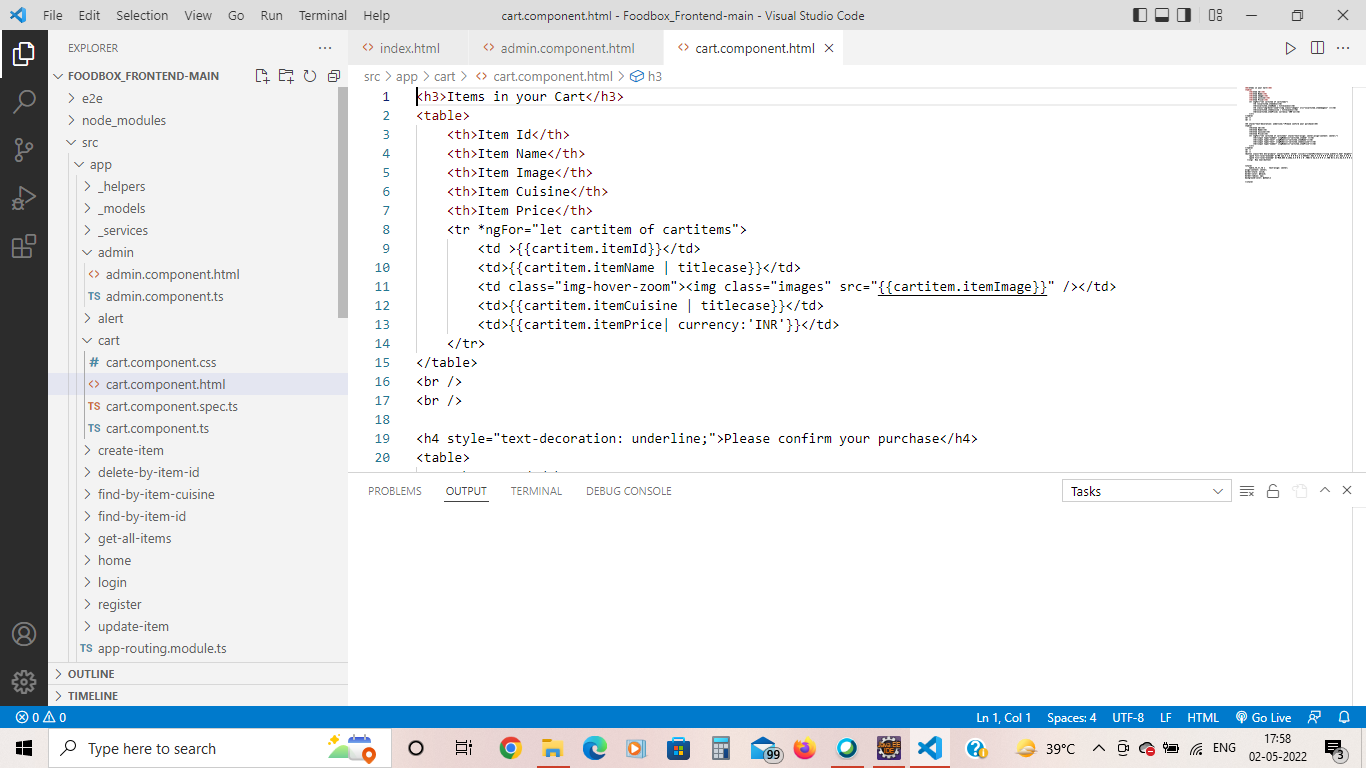 File Edit Selection View Go Run Terminal Help
cart.component.html - Foodbox_Frontend-main - Visual Studio Code
EXPLORER
FOODBOX_FRONTEND-MAIN
e2e
node_modules
src
app
_helpers
_models
_services
admin
<> admin.component.html
TS admin.component.ts
alert
cart
# cart.component.css
<> cart.component.html
TS cart.component.spec.ts
TS cart.component.ts
create-item
delete-by-item-id
find-by-item-cuisine
find-by-item-id
get-all-items
home
login
register
update-item
TS app-routing.module.ts
OUTLINE
TIMELINE
<> index.html <> admin.component.html <> cart.component.html
src > app > cart > <> cart.component.html > h3
1 <h3>Items in your Cart</h3>
2 <table>
3 <th>Item Id</th>
4 <th>Item Name</th>
5 <th>Item Image</th>
6 <th>Item Cuisine</th>
7 <th>Item Price</th>
8 <tr *ngFor="let cartitem of cartitems">
9 <td >{{cartitem.itemId}}</td>
10 <td>{{cartitem.itemName | titlecase}}</td>
11 <td class="img-hover-zoom"><img class="images" src="{{cartitem.itemImage}}" /></td>
12 <td>{{cartitem.itemCuisine | titlecase}}</td>
13 <td>{{cartitem.itemPrice| currency:'INR'}}</td>
14 </tr>
15 </table>
16 <br />
17 <br />
18
19 <h4 style="text-decoration: underline;">Please confirm your purchase</h4>
20 <table>
PROBLEMS OUTPUT TERMINAL DEBUG CONSOLE
Tasks
0 0
Ln 1, Col 1 Spaces: 4 UTF-8 LF HTML Go Live
Type here to search
99
JAVA EE IDE
39°C
ENG
17:58
02-05-2022
3